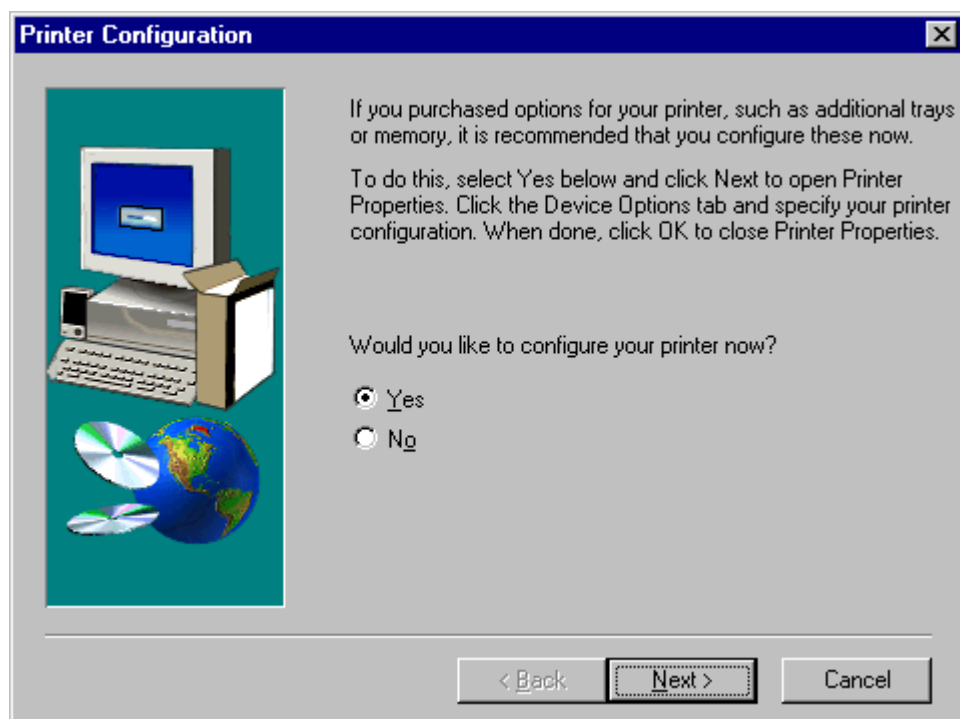 Printer Configuration
If you purchased options for your printer, such as additional trays
or memory, it is recommended that you configure these now.
To do this, select Yes below and click Next to open Printer
Properties. Click the Device Options tab and specify your printer
configuration. When done, click OK to close Printer Properties.
Would you like to configure your printer now?
Yes
No
< Back
Next >
Cancel